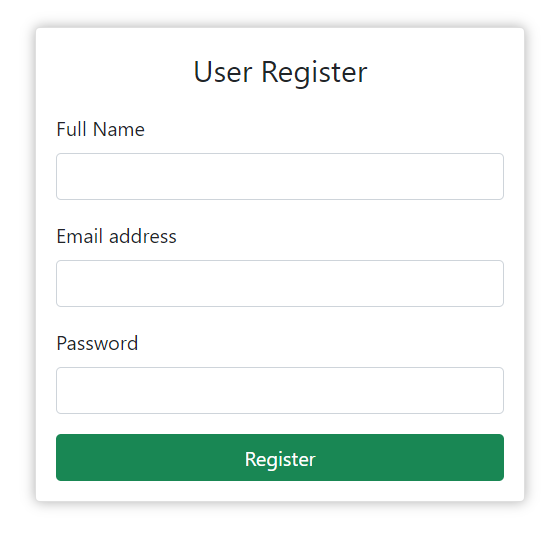 User Register
Full Name
Email address
Password
Register